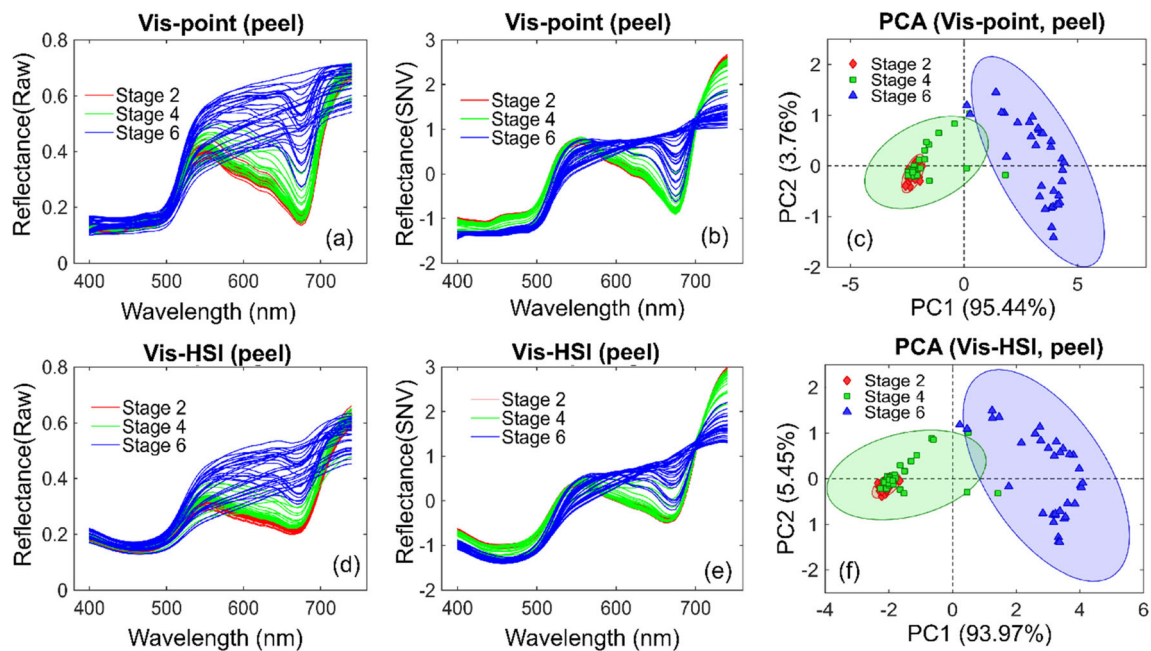 Vis-point (peel)
Reflectance(Raw)
0.8
0.6
0.4
0.2
0
Stage 2
Stage 4
Stage 6
(a)
400 500 600 700
Wavelength (nm)
Vis-point (peel)
Reflectance(SNV)
3
2
1
0
-1
-2
Stage 2
Stage 4
Stage 6
(b)
400 500 600 700
Wavelength (nm)
PCA (Vis-point, peel)
PC2 (3.76%)
2
1
0
-1
-2
Stage 2
Stage 4
Stage 6
(c)
-5 0 5
PC1 (95.44%)
Vis-HSI (peel)
Reflectance(Raw)
0.8
0.6
0.4
0.2
0
Stage 2
Stage 4
Stage 6
(d)
400 500 600 700
Wavelength (nm)
Vis-HSI (peel)
Reflectance(SNV)
3
2
1
0
-1
-2
Stage 2
Stage 4
Stage 6
(e)
400 500 600 700
Wavelength (nm)
PCA (Vis-HSI, peel)
PC2 (5.45%)
2
1
0
1
-2
Stage 2
Stage 4
Stage 6
(f)
-4 -2 0 2 4 6
PC1 (93.97%)